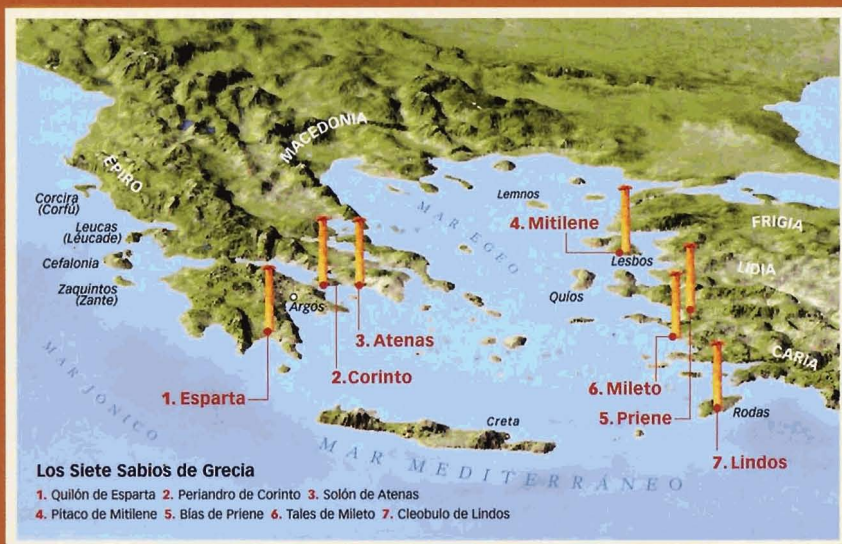 MACEDONIA
ÉPIRO
Corcira
(Corfú)
Leucas
(Léucade)
Cefalonia
Zaquintos
(Zante)
Argos
MAR EGEO
Lemnos
4. Mitilene
Lesbos
FRIGIA
LIDIA
Quíos
CARIA
3. Atenas
2. Corinto
1. Esparta
6. Mileto
5. Priene
Rodas
7. Lindos
MAR JÓNICO
Creta
MAR MEDITERRÁNEO
Los Siete Sabios de Grecia
1. Quilón de Esparta 2. Periandro de Corinto 3. Solón de Atenas
4. Pítaco de Mitilene 5. Bías de Priene 6. Tales de Mileto 7. Cleobulo de Lindos